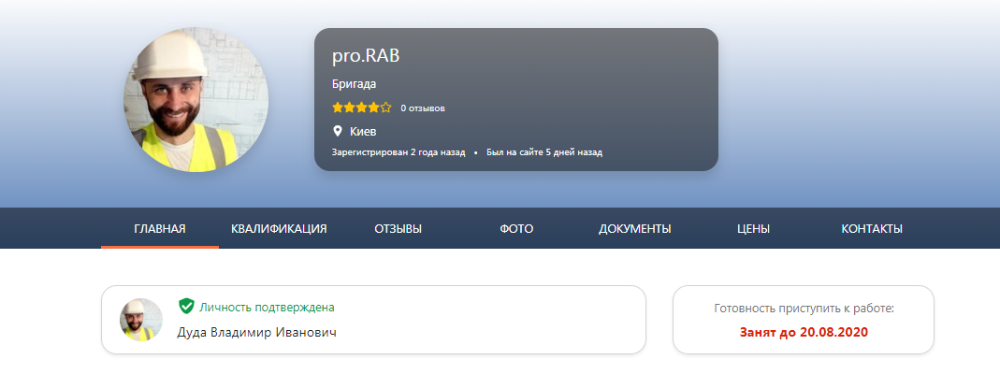 pro.RAB
Бригада
0 отзывов
Киев
Зарегистрирован 2 года назад • Был на сайте 5 дней назад
ГЛАВНАЯ КВАЛИФИКАЦИЯ ОТЗЫВЫ ФОТО ДОКУМЕНТЫ ЦЕНЫ КОНТАКТЫ
Личность подтверждена
Дуда Владимир Иванович
Готовность приступить к работе:
Занят до 20.08.2020